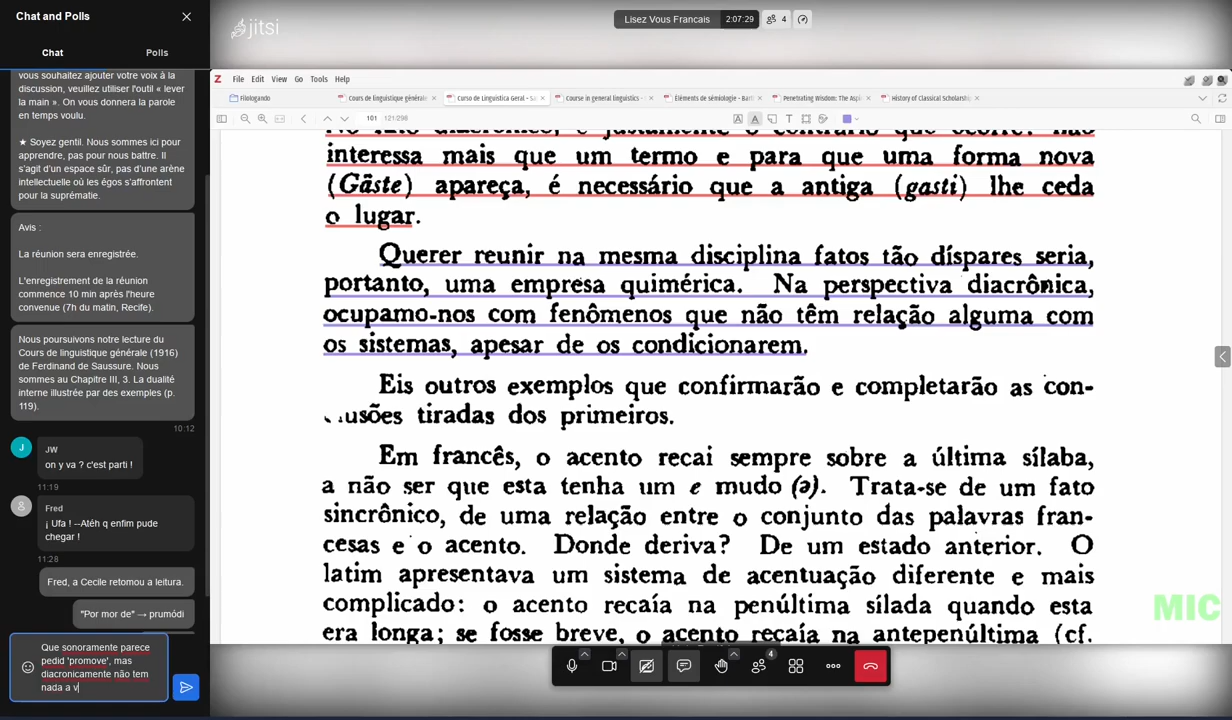 Chat and Polls
Chat
Polls
vous souhaitez ajouter votre voix à la
discussion, veuillez utiliser l'outil « lever
la main ». On vous donnera la parole
en temps voulu.
★ Soyez gentil. Nous sommes ici pour
apprendre, pas pour nous battre. Il
s'agit d'un espace sûr, pas d'une arène
intellectuelle où les égos s'affrontent
pour la suprématie.
Avis :
La réunion sera enregistrée.
L'enregistrement de la réunion
commence 10 min après l'heure
convenue (7h du matin, Recife).
Nous poursuivons notre lecture du
Cours de linguistique générale (1916)
de Ferdinand de Saussure. Nous
sommes au Chapitre III, 3. La dualité
interne illustrée par des exemples (p.
119).
10:12
J
JW
on y va ? c'est parti !
11:19
Fred
¡ Ufa ! --Atéh q enfim pude
chegar !
11:28
Fred, a Cecile retomou a leitura.
"Por mor de" → prumódi
Que sonoramente parece
pedid 'promove', mas
diacronicamente não tem
nada a v
jitsi
Lisez Vous Francais
2:07:29
4
Z
File Edit View Go Tools Help
Filologando
Cours de linguistique générale
Curso de Linguistica Geral - Sa
Course in general linguistics -
Éléments de sémiologie - Bart
Penetrating Wisdom: The Asp
History of Classical Scholarship
101 121/298
No fato diacrônico, é justamente o contrário que ocorre: não
interessa mais que um termo e para que uma forma nova
(Gäste) apareça, é necessário que a antiga (gasti) lhe ceda
o lugar.
Querer reunir na mesma disciplina fatos tão díspares seria,
portanto, uma empresa quimérica. Na perspectiva diacrônica,
ocupamo-nos com fenômenos que não têm relação alguma com
os sistemas, apesar de os condicionarem.
Eis outros exemplos que confirmarão e completarão as con-
usões tiradas dos primeiros.
Em francês, o acento recai sempre sobre a última sílaba,
a não ser que esta tenha um e mudo (ə). Trata-se de um fato
sincrônico, de uma relação entre o conjunto das palavras fran-
cesas e o acento. Donde deriva? De um estado anterior. O
latim apresentava um sistema de acentuação diferente e mais
complicado: o acento recaía na penúltima sílada quando esta
era longa; se fosse breve, o acento recaía na antepenúltima (cf.
MIC
4